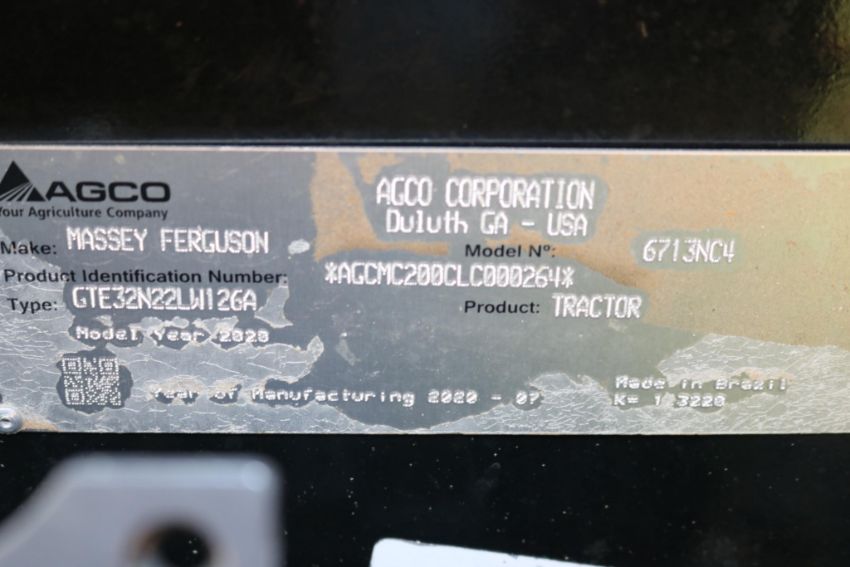 AGCO
Your Agriculture Company
AGCO CORPORATION
Duluth GA - USA
Make: MASSEY FERGUSON
Model Nº: 6713NC4
Product Identification Number: *AGCMC200CLC000264*
Type: GTE32N22LW126A
Product: TRACTOR
Model Year 2020
Year of Manufacturing 2020 - 07
Made in Brazil
K= 1.3220